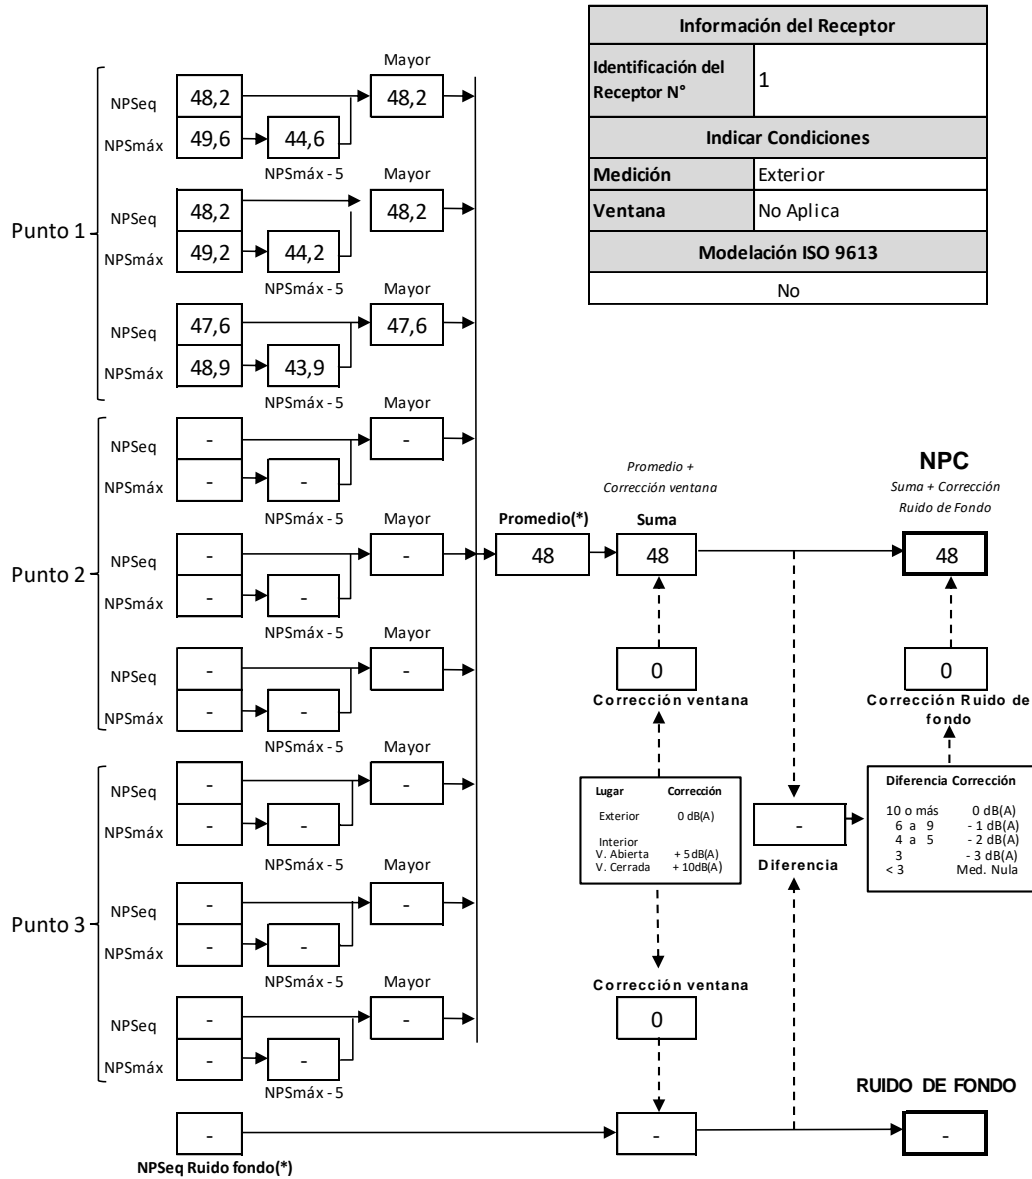 Información del Receptor
Identificación del Receptor N°
1
Indicar Condiciones
Medición
Exterior
Ventana
No Aplica
Modelación ISO 9613
No
Punto 1
Mayor
NPSeq
48,2
48,2
NPSmáx
49,6
44,6
NPSmáx - 5
Mayor
NPSeq
48,2
48,2
NPSmáx
49,2
44,2
NPSmáx - 5
Mayor
NPSeq
47,6
47,6
NPSmáx
48,9
43,9
NPSmáx - 5
Punto 2
Mayor
NPSeq
-
-
NPSmáx
-
-
NPSmáx - 5
Mayor
NPSeq
-
-
NPSmáx
-
-
NPSmáx - 5
Mayor
NPSeq
-
-
NPSmáx
-
-
NPSmáx - 5
Punto 3
Mayor
NPSeq
-
-
NPSmáx
-
-
NPSmáx - 5
Mayor
NPSeq
-
-
NPSmáx
-
-
NPSmáx - 5
Mayor
NPSeq
-
-
NPSmáx
-
-
NPSmáx - 5
-
NPSeq Ruido fondo(*)
Promedio(*)
48
Promedio +
Corrección ventana
Suma
48
0
Corrección ventana
Lugar Corrección
Exterior 0 dB(A)
Interior
V. Abierta + 5 dB(A)
V. Cerrada + 10dB(A)
Corrección ventana
0
-
-
Diferencia
NPC
Suma + Corrección
Ruido de Fondo
48
0
Corrección Ruido de
fondo
Diferencia Corrección
10 o más 0 dB(A)
6 a 9 - 1 dB(A)
4 a 5 - 2 dB(A)
3 - 3 dB(A)
< 3 Med. Nula
RUIDO DE FONDO
-